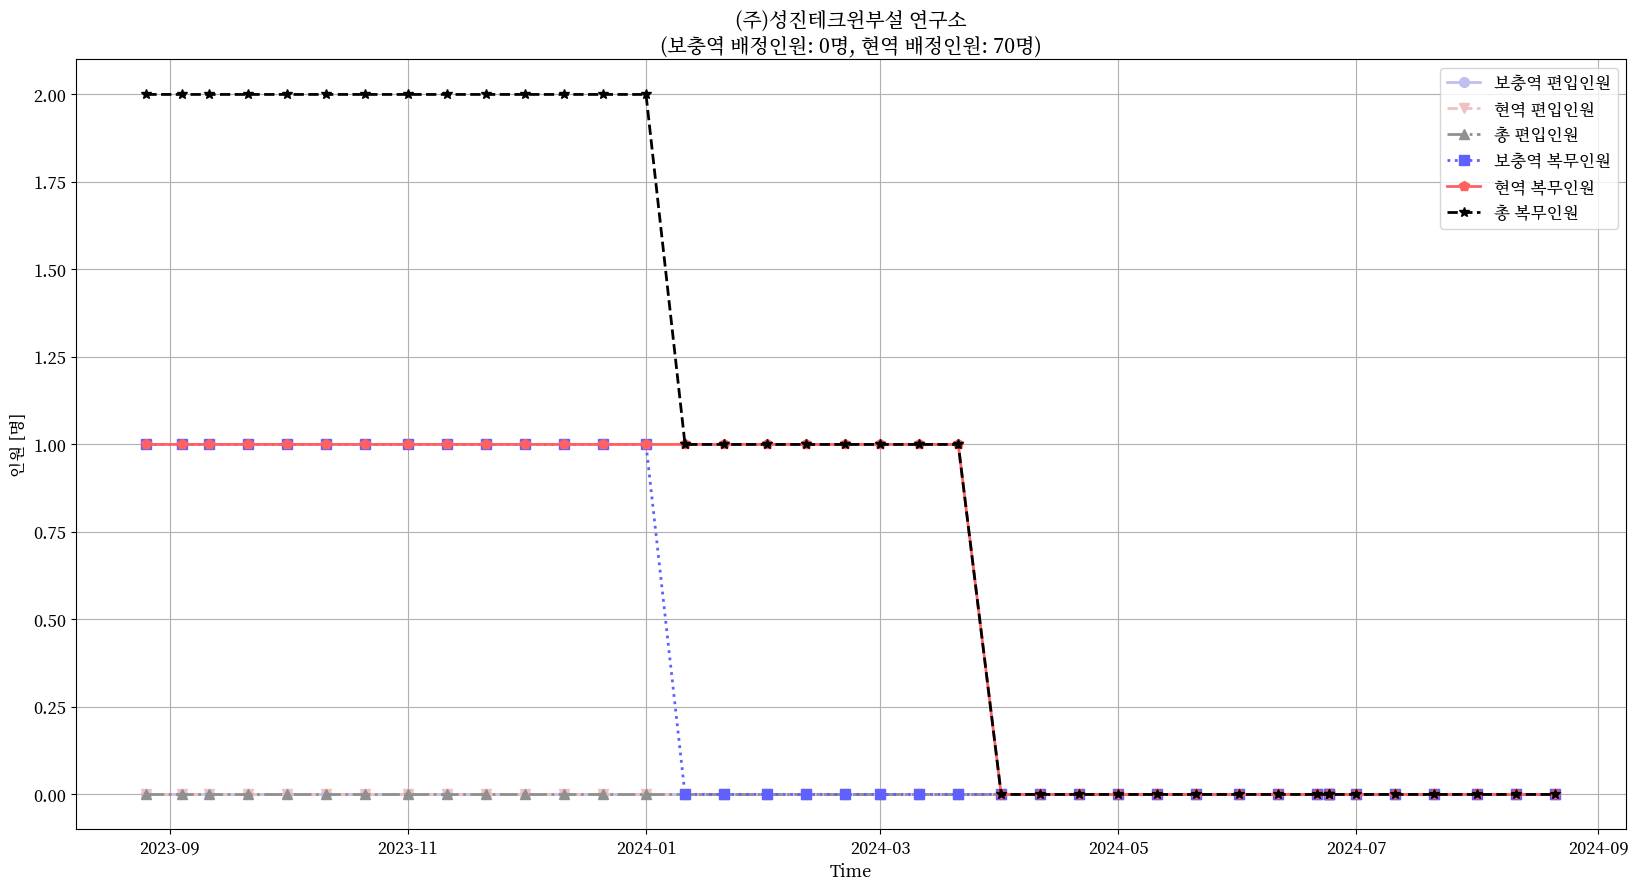 (주)성진테크윈부설 연구소
(보충역 배정인원: 0명, 현역 배정인원: 70명)
보충역 편입인원
현역 편입인원
총 편입인원
보충역 복무인원
현역 복무인원
총 복무인원
인원 [명]
2.00
1.75
1.50
1.25
1.00
0.75
0.50
0.25
0.00
2023-09 2023-11 2024-01 2024-03 2024-05 2024-07 2024-09
Time